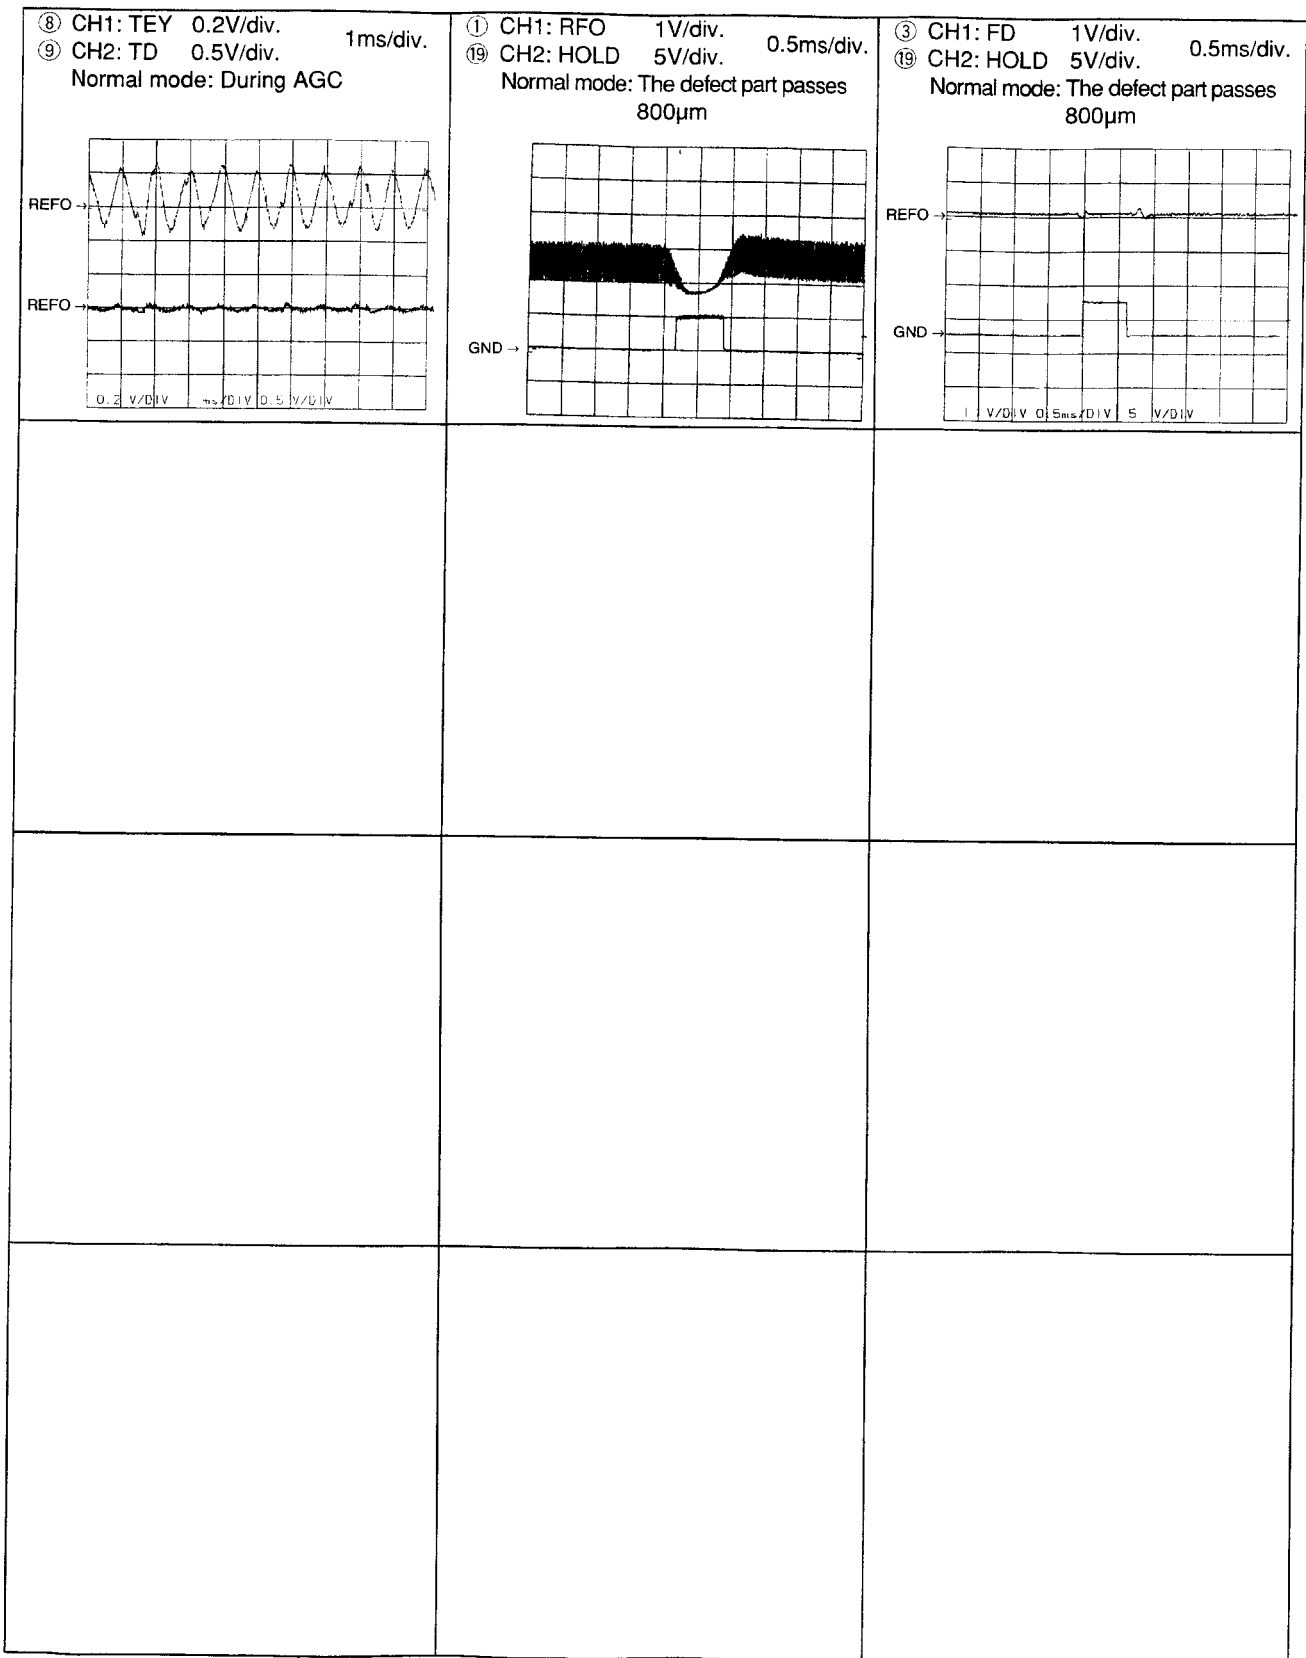 ⑧ CH1: TEY 0.2V/div. 1ms/div.
⑨ CH2: TD 0.5V/div.
Normal mode: During AGC
REFO →
REFO →
0.2 V/DIV ms/DIV 0.5 V/DIV
① CH1: RFO 1V/div. 0.5ms/div.
⑲ CH2: HOLD 5V/div.
Normal mode: The defect part passes
800µm
GND →
③ CH1: FD 1V/div. 0.5ms/div.
⑲ CH2: HOLD 5V/div.
Normal mode: The defect part passes
800µm
REFO →
GND →
1 V/DIV 0.5ms/DIV 5 V/DIV